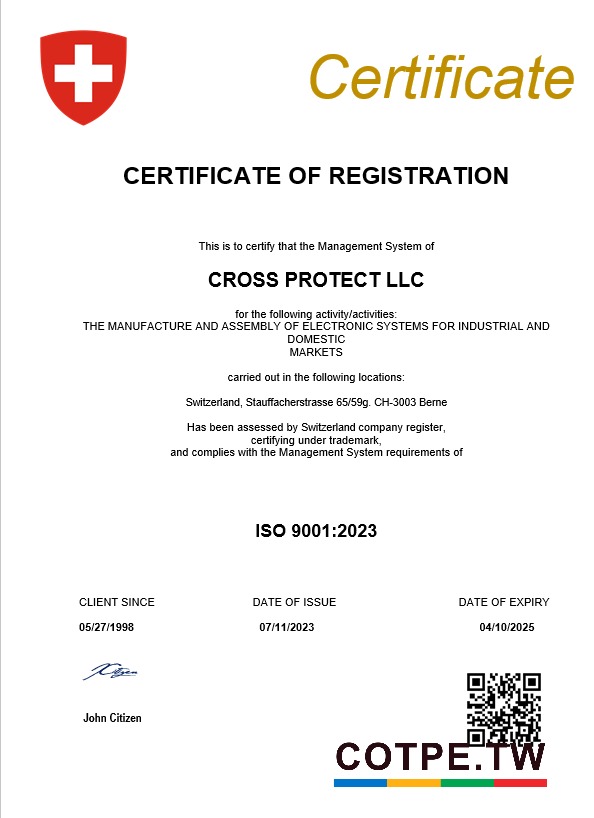 Certificate
CERTIFICATE OF REGISTRATION
This is to certify that the Management System of
CROSS PROTECT LLC
for the following activity/activities:
THE MANUFACTURE AND ASSEMBLY OF ELECTRONIC SYSTEMS FOR INDUSTRIAL AND
DOMESTIC
MARKETS
carried out in the following locations:
Switzerland, Stauffacherstrasse 65/59g. CH-3003 Berne
Has been assessed by Switzerland company register,
certifying under trademark,
and complies with the Management System requirements of
ISO 9001:2023
CLIENT SINCE DATE OF ISSUE DATE OF EXPIRY
05/27/1998 07/11/2023 04/10/2025
John Citizen
COTPE.TW